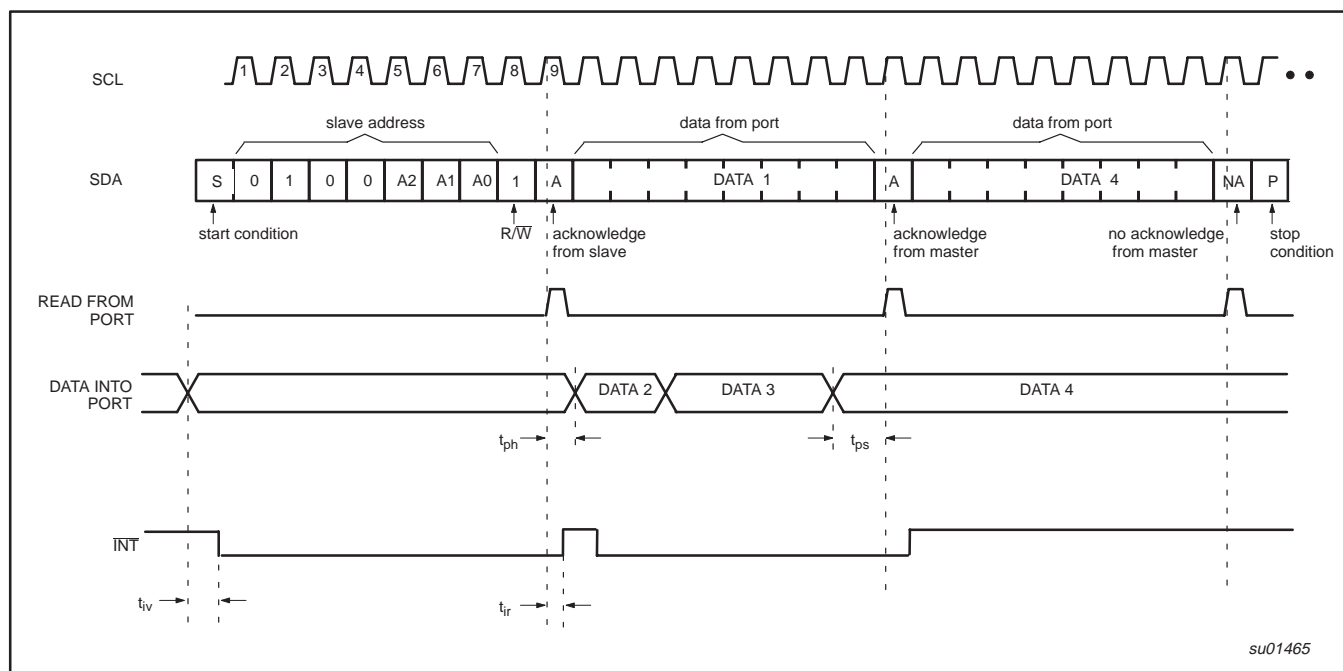 SCL
1 2 3 4 5 6 7 8 9
slave address
data from port
data from port
SDA
S 0 1 0 0 A2 A1 A0 1 A DATA 1 A DATA 4 NA P
start condition
R/W̅
acknowledge
from slave
acknowledge
from master
no acknowledge
from master
stop
condition
READ FROM
PORT
DATA INTO
PORT
DATA 2
DATA 3
DATA 4
tph
tps
I̅N̅T̅
tiv
tir
su01465